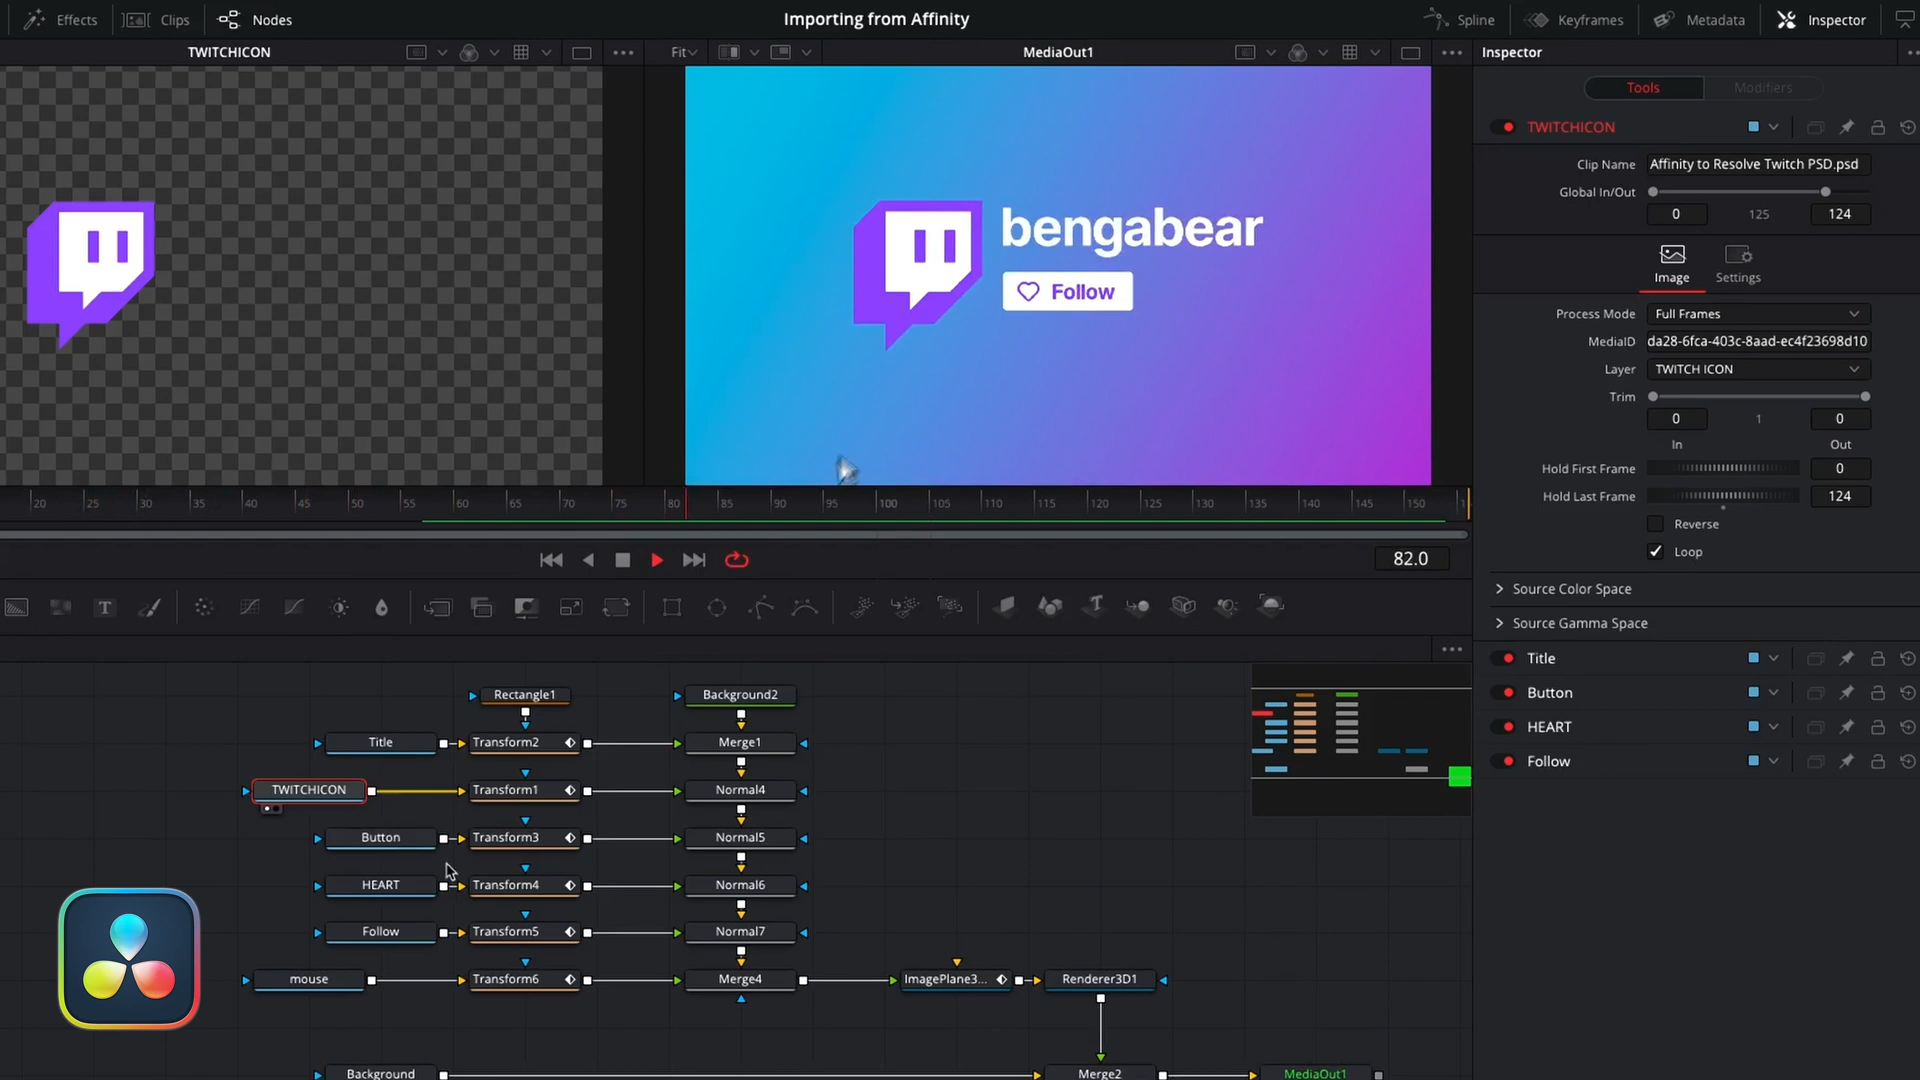 Effects
Clips
Nodes
Importing from Affinity
Spline
Keyframes
Metadata
Inspector
TWITCHICON
Fit
MediaOut1
Inspector
Tools
Modifiers
TWITCHICON
Clip Name
Affinity to Resolve Twitch PSD.psd
Global In/Out
0
125
124
bengabear
Follow
Image
Settings
Process Mode
Full Frames
MediaID
da28-6fca-403c-8aad-ec4f23698d10
Layer
TWITCH ICON
Trim
0
1
0
In
Out
Hold First Frame
0
Hold Last Frame
124
Reverse
Loop
Source Color Space
Source Gamma Space
Title
Button
HEART
Follow
20 25 30 35 40 45 50 55 60 65 70 75 80 85 90 95 100 105 110 115 120 125 130 135 140 145 150
82.0
T
Rectangle1
Background2
Title
Transform2
Merge1
TWITCHICON
Transform1
Normal4
Button
Transform3
Normal5
HEART
Transform4
Normal6
Follow
Transform5
Normal7
mouse
Transform6
Merge4
ImagePlane3...
Renderer3D1
Background
Merge2
MediaOut1